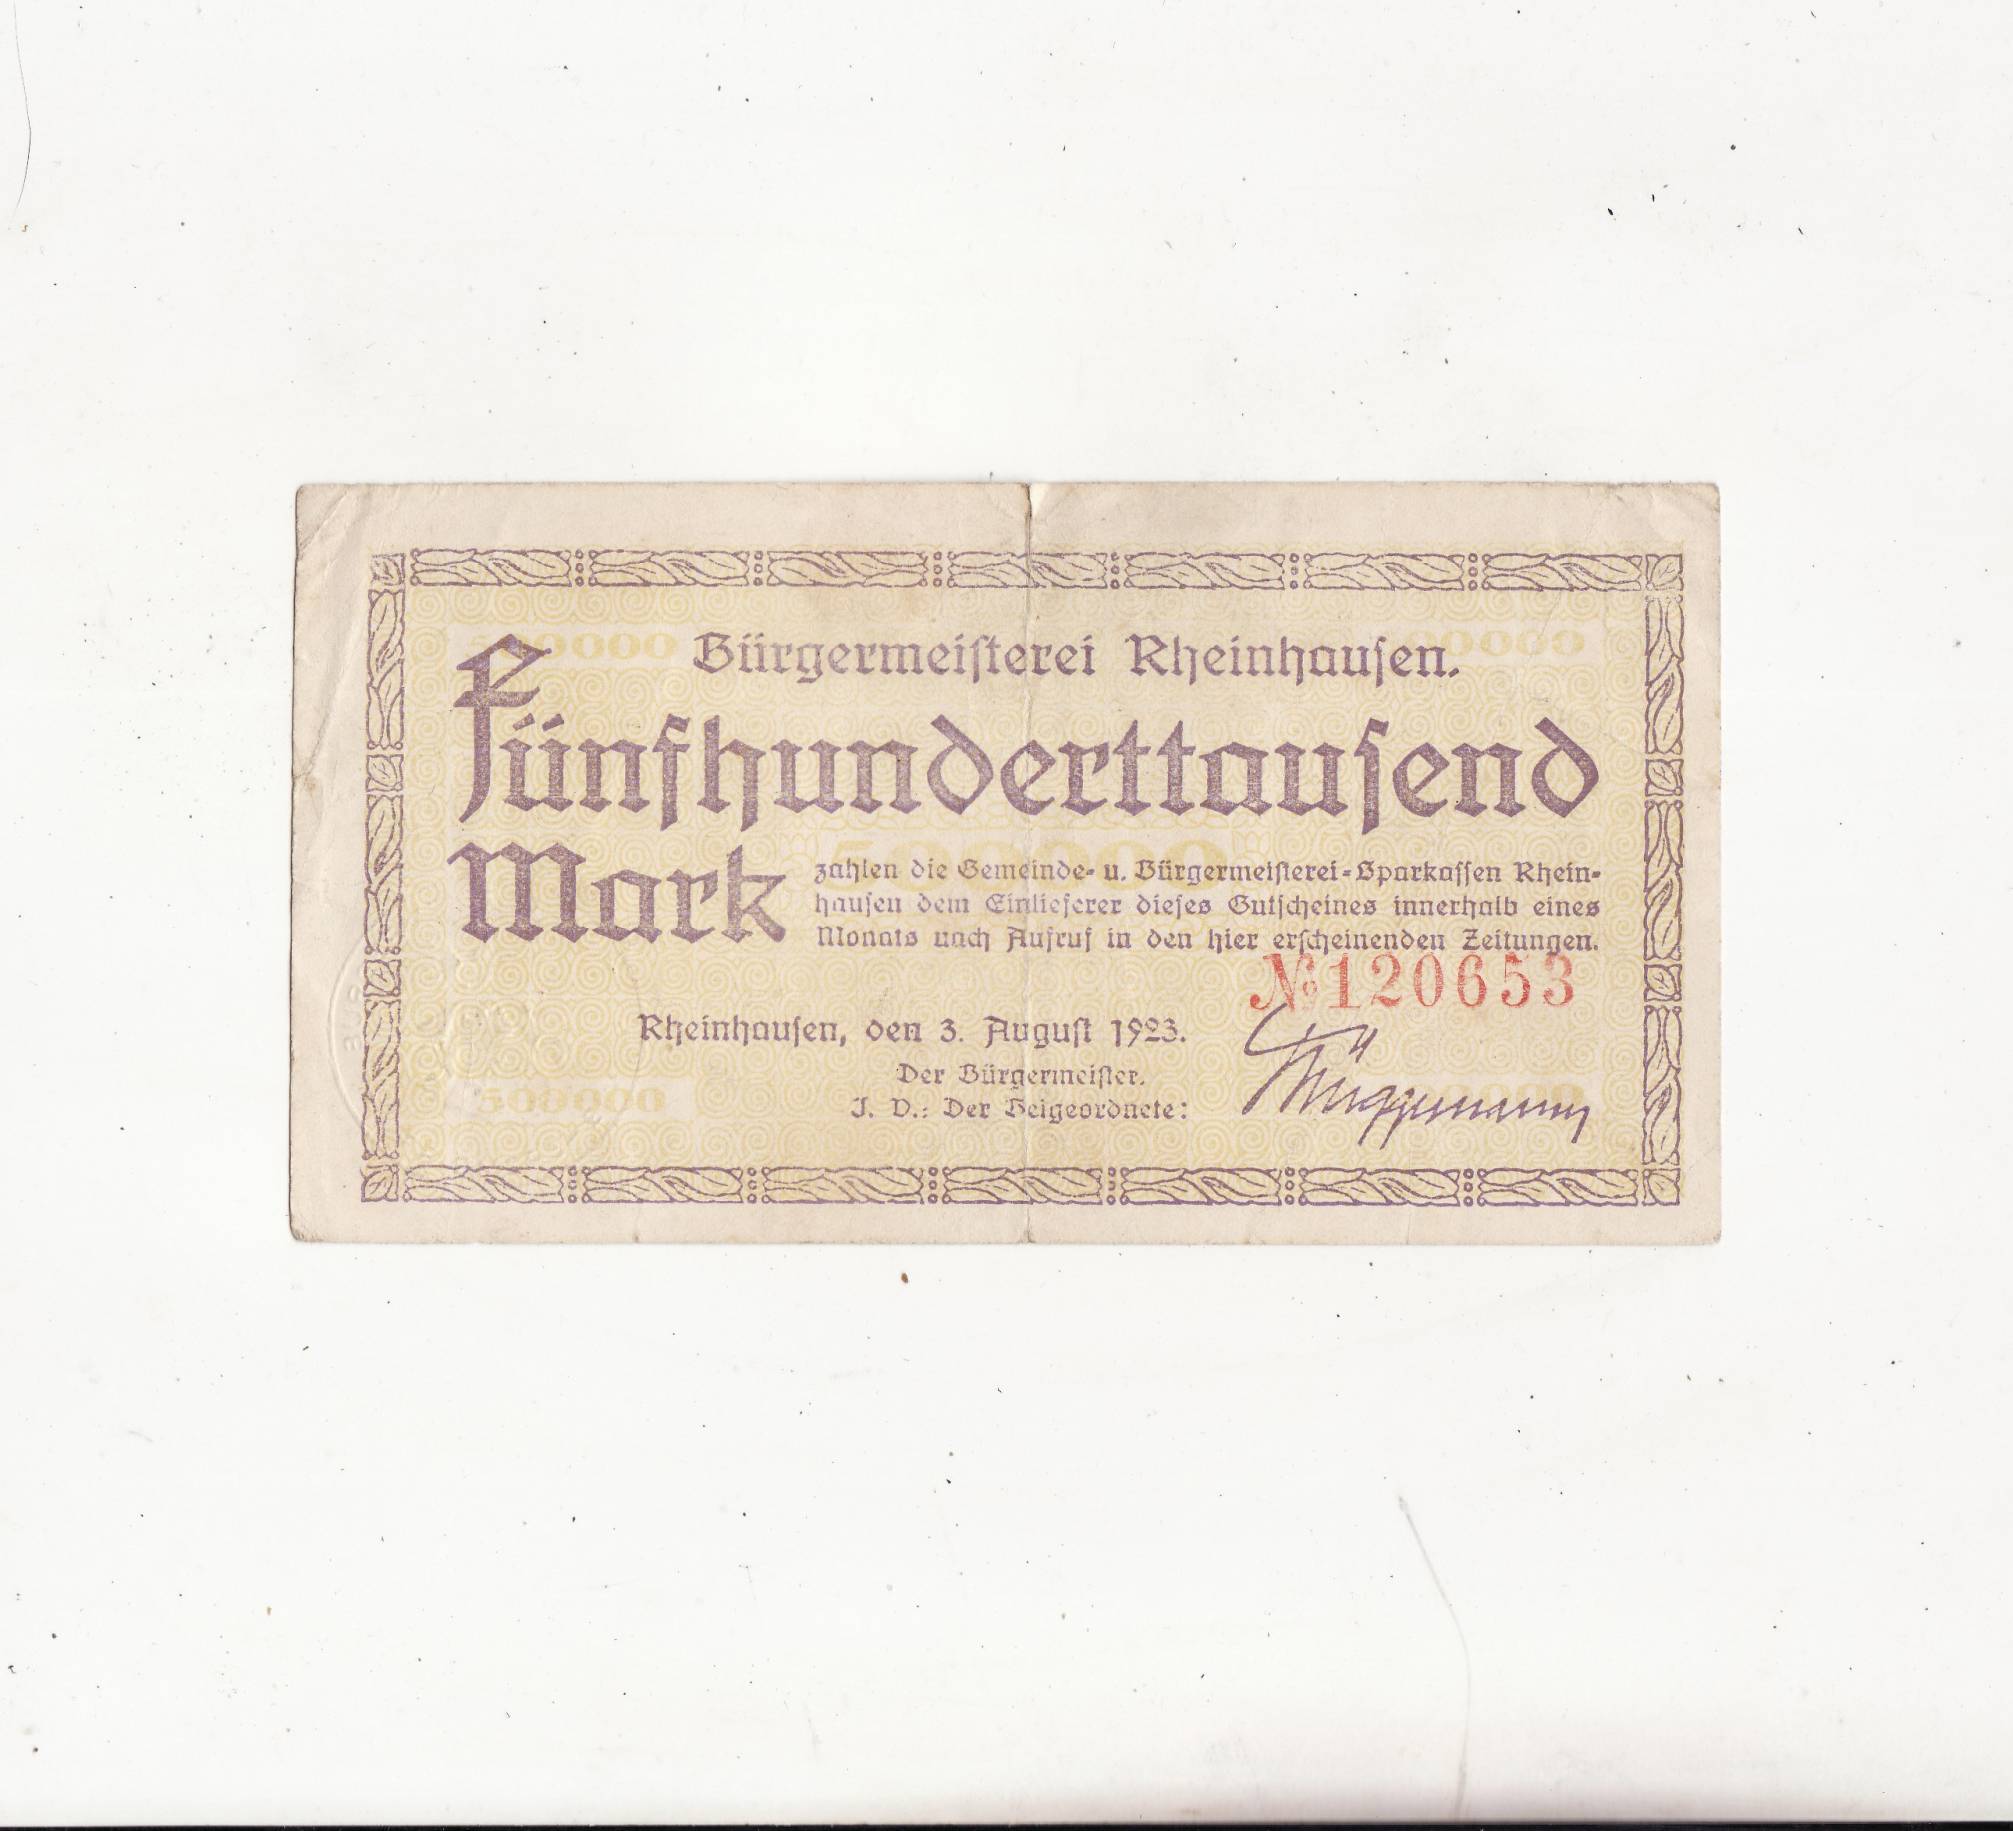 500000
Bürgermeiſterei Rheinhauſen.
Fünfhunderttauſend
Mark
500000
zahlen die Gemeinde- u. Bürgermeiſterei-Sparkaſſen Rhein-
hauſen dem Einlieferer dieſes Gutſcheines innerhalb eines
Monats nach Aufruf in den hier erſcheinenden Zeitungen.
№ 120653
Rheinhauſen, den 3. Auguſt 1923.
Der Bürgermeiſter.
J. V.: Der Beigeordnete:
500000